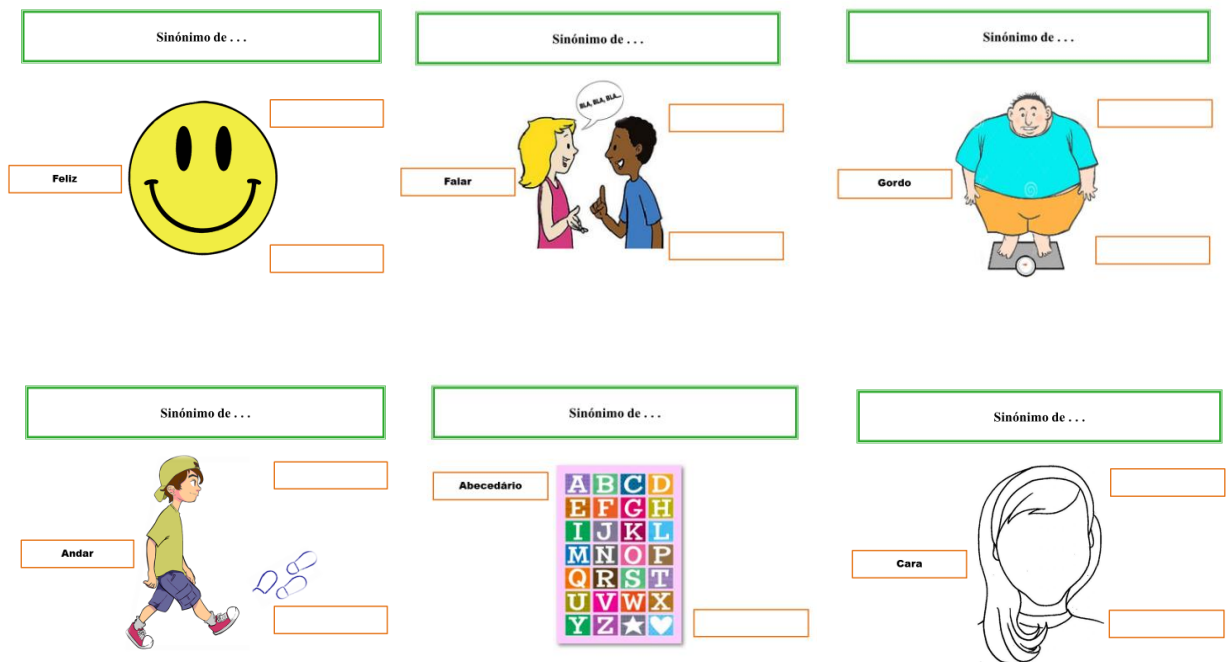 Sinónimo de . . .
Feliz
Sinónimo de . . .
BLA, BLA, BLA...
Falar
Sinónimo de . . .
Gordo
Sinónimo de . . .
Andar
Sinónimo de . . .
Abecedário
A B C D
E F G H
I J K L
M N O P
Q R S T
U V W X
Y Z
Sinónimo de . . .
Cara